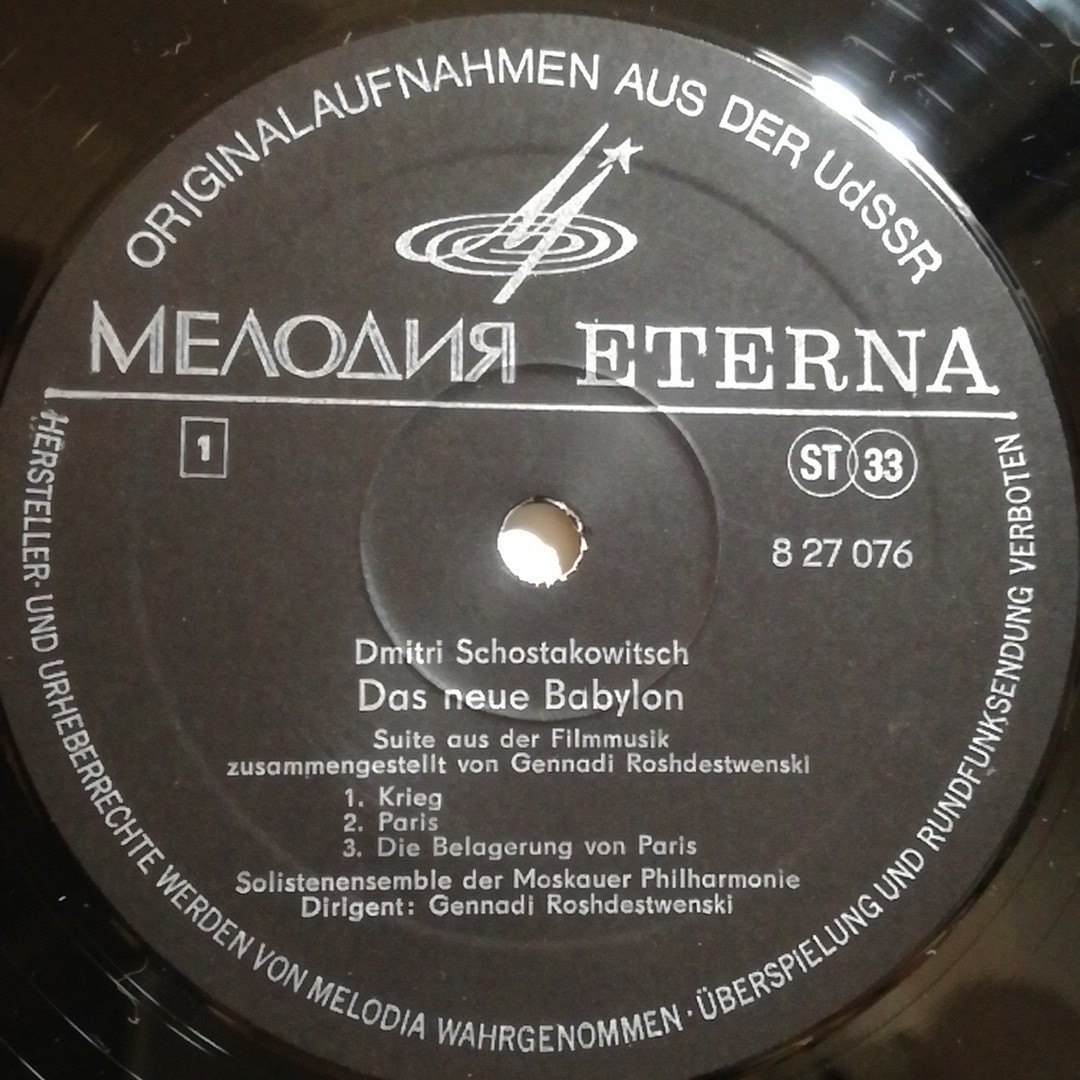 ORIGINALAUFNAHMEN AUS DER UdSSR
МЕЛОДИЯ ETERNA
1
ST 33
8 27 076
Dmitri Schostakowitsch
Das neue Babylon
Suite aus der Filmmusik
zusammengestellt von Gennadi Roshdestwenski
1. Krieg
2. Paris
3. Die Belagerung von Paris
Solistenensemble der Moskauer Philharmonie
Dirigent: Gennadi Roshdestwenski
HERSTELLER- UND URHEBERRECHTE WERDEN VON MELODIA WAHRGENOMMEN · ÜBERSPIELUNG UND RUNDFUNKSENDUNG VERBOTEN